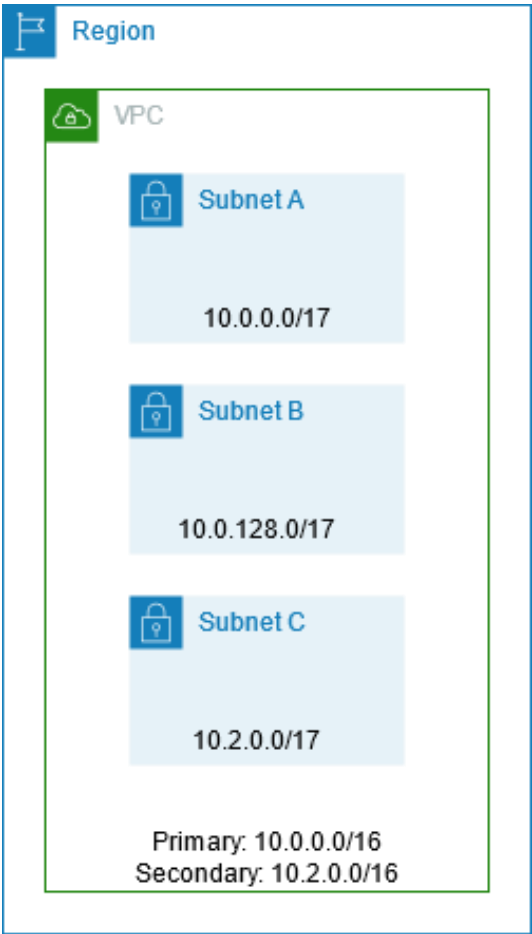 Region
VPC
Subnet A
10.0.0.0/17
Subnet B
10.0.128.0/17
Subnet C
10.2.0.0/17
Primary: 10.0.0.0/16
Secondary: 10.2.0.0/16